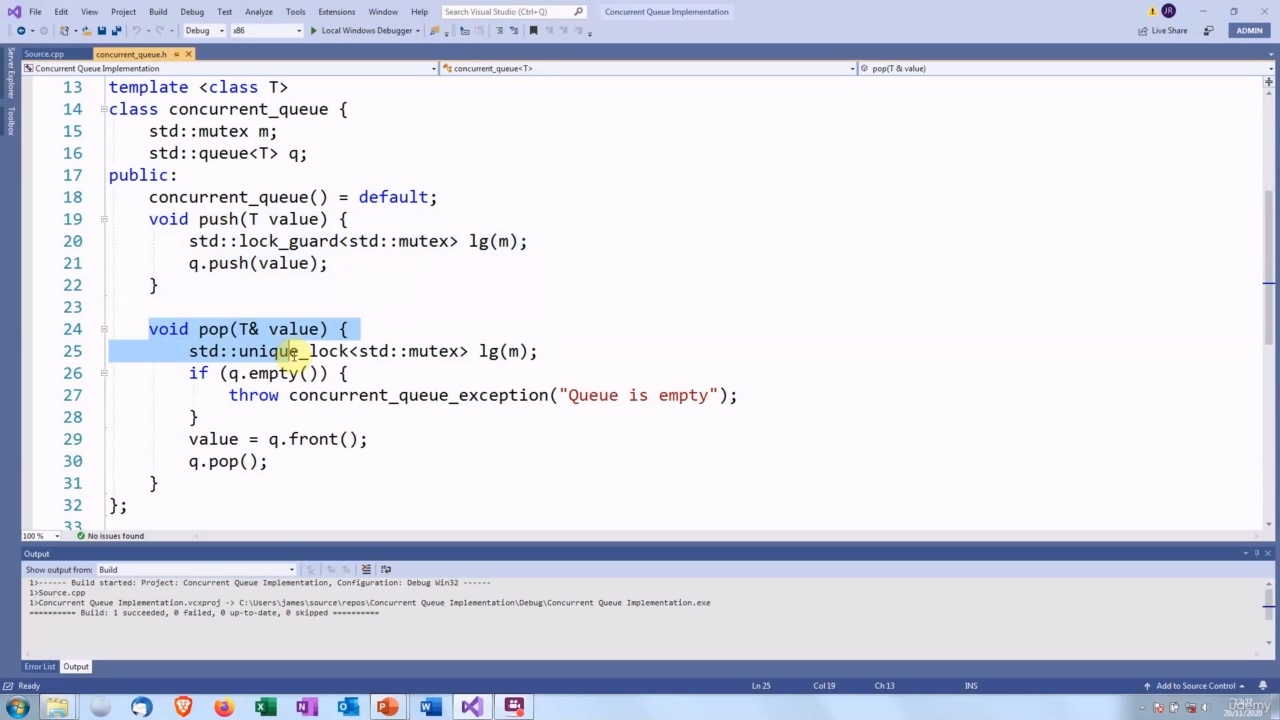 File Edit View Project Build Debug Test Analyze Tools Extensions Window Help Search Visual Studio (Ctrl+Q) Concurrent Queue Implementation JR
Debug x86 Local Windows Debugger Live Share ADMIN
Server Explorer
Toolbox
Source.cpp concurrent_queue.h
Concurrent Queue Implementation concurrent_queue<T> pop(T & value)
13 template <class T>
14 class concurrent_queue {
15 std::mutex m;
16 std::queue<T> q;
17 public:
18 concurrent_queue() = default;
19 void push(T value) {
20 std::lock_guard<std::mutex> lg(m);
21 q.push(value);
22 }
23
24 void pop(T& value) {
25 std::unique_lock<std::mutex> lg(m);
26 if (q.empty()) {
27 throw concurrent_queue_exception("Queue is empty");
28 }
29 value = q.front();
30 q.pop();
31 }
32 };
33
100 % No issues found
Output
Show output from: Build
1>------ Build started: Project: Concurrent Queue Implementation, Configuration: Debug Win32 ------
1>Source.cpp
1>Concurrent Queue Implementation.vcxproj -> C:\Users\james\source\repos\Concurrent Queue Implementation\Debug\Concurrent Queue Implementation.exe
========== Build: 1 succeeded, 0 failed, 0 up-to-date, 0 skipped ==========
Error List Output
Ready Ln 25 Col 19 Ch 13 INS Add to Source Control
Udemy
20/11/2020